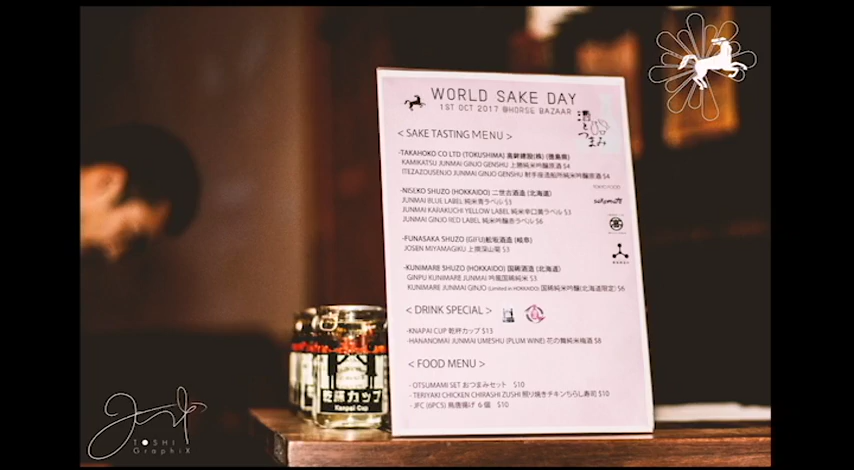 WORLD SAKE DAY
1ST OCT 2017 @HORSE BAZAAR
酒とつまみ
< SAKE TASTING MENU >
-TAKAHOKO CO LTD (TOKUSHIMA) 高鉾建設(株) (徳島県)
KAMIKATSU JUNMAI GINJO GENSHU 上勝純米吟醸原酒 $4
ITEZAZOUSENJO JUNMAI GINJO GENSHU 射手座造船所純米吟醸原酒 $4
-NISEKO SHUZO (HOKKAIDO) 二世古酒造 (北海道)
JUNMAI BLUE LABEL 純米青ラベル $3
JUNMAI KARAKUCHI YELLOW LABEL 純米辛口黄ラベル $3
JUNMAI GINJO RED LABEL 純米吟醸赤ラベル $6
-FUNASAKA SHUZO (GIFU) 舩坂酒造 (岐阜)
JOSEN MIYAMAGIKU 上撰深山菊 $3
-KUNIMARE SHUZO (HOKKAIDO) 国稀酒造 (北海道)
GINPU KUNIMARE JUNMAI 吟風国稀純米 $3
KUNIMARE JUNMAI GINJO (Limited in HOKKAIDO) 国稀純米吟醸(北海道限定) $6
< DRINK SPECIAL >
-KNAPAI CUP 乾杯カップ $13
-HANANOMAI JUNMAI UMESHU (PLUM WINE) 花の舞純米梅酒 $8
< FOOD MENU >
- OTSUMAMI SET おつまみセット $10
- TERIYAKI CHICKEN CHIRASHI ZUSHI 照り焼きチキンちらし寿司 $10
- JFC (6PCS) 鳥唐揚げ 6個 $10
sakemate
乾杯カップ
Kanpai Cup
TOSHI
GraphiX